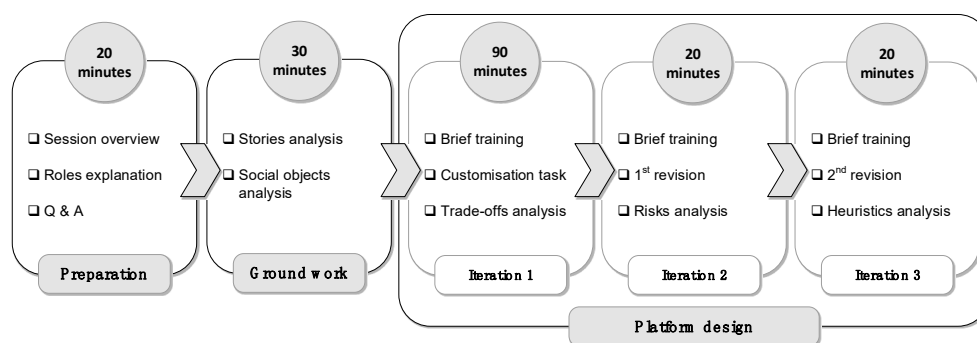 20
minutes
Session overview
Roles explanation
Q & A
Preparation
30
minutes
Stories analysis
Social objects
analysis
Ground work
90
minutes
Brief training
Customisation task
Trade-offs analysis
Iteration 1
20
minutes
Brief training
1st revision
Risks analysis
Iteration 2
20
minutes
Brief training
2nd revision
Heuristics analysis
Iteration 3
Platform design